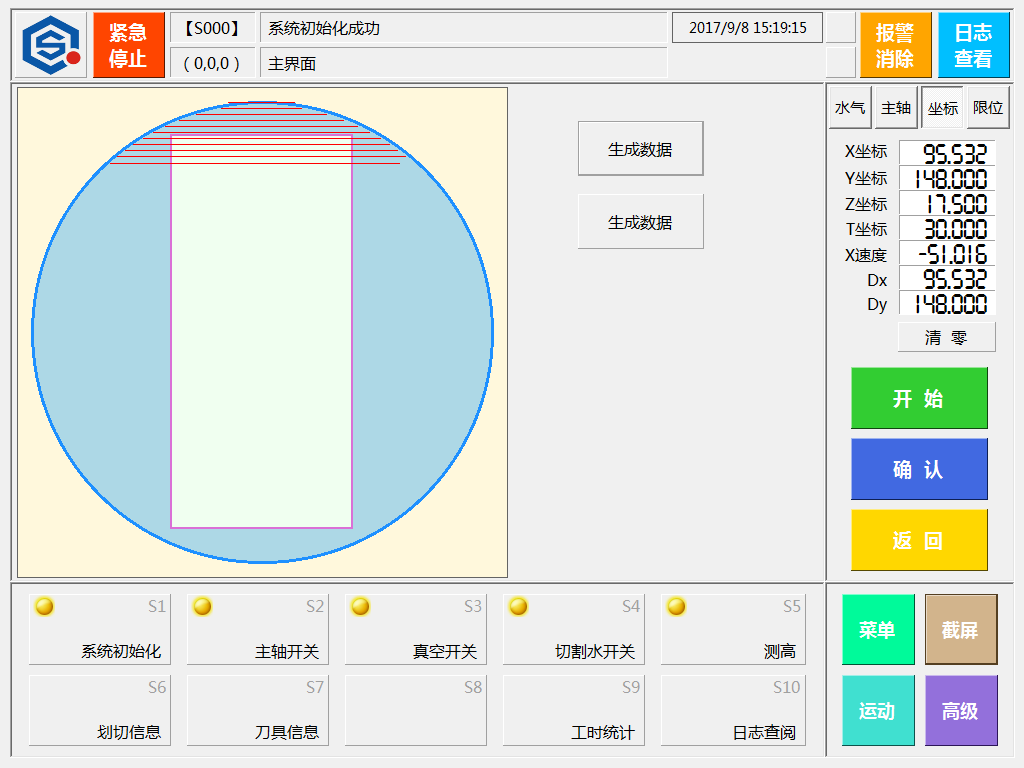 紧急
停止
【S000】
系统初始化成功
2017/9/8 15:19:15
报警
消除
日志
查看
( 0,0,0 )
主界面
水气
主轴
坐标
限位
生成数据
生成数据
X坐标 95.532
Y坐标 148.000
Z坐标 17.500
T坐标 30.000
X速度 -51.016
Dx 95.532
Dy 148.000
清 零
开 始
确 认
返 回
S1
系统初始化
S2
主轴开关
S3
真空开关
S4
切割水开关
S5
测高
菜单
截屏
S6
划切信息
S7
刀具信息
S8
S9
工时统计
S10
日志查阅
运动
高级